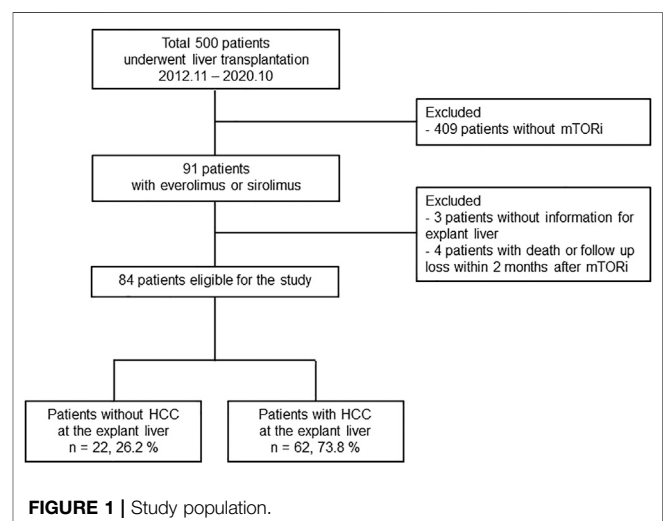 Total 500 patients
underwent liver transplantation
2012.11 – 2020.10
Excluded
- 409 patients without mTORi
91 patients
with everolimus or sirolimus
Excluded
- 3 patients without information for
explant liver
- 4 patients with death or follow up
loss within 2 months after mTORi
84 patients eligible for the study
Patients without HCC
at the explant liver
n = 22, 26.2 %
Patients with HCC
at the explant liver
n = 62, 73.8 %
FIGURE 1 | Study population.